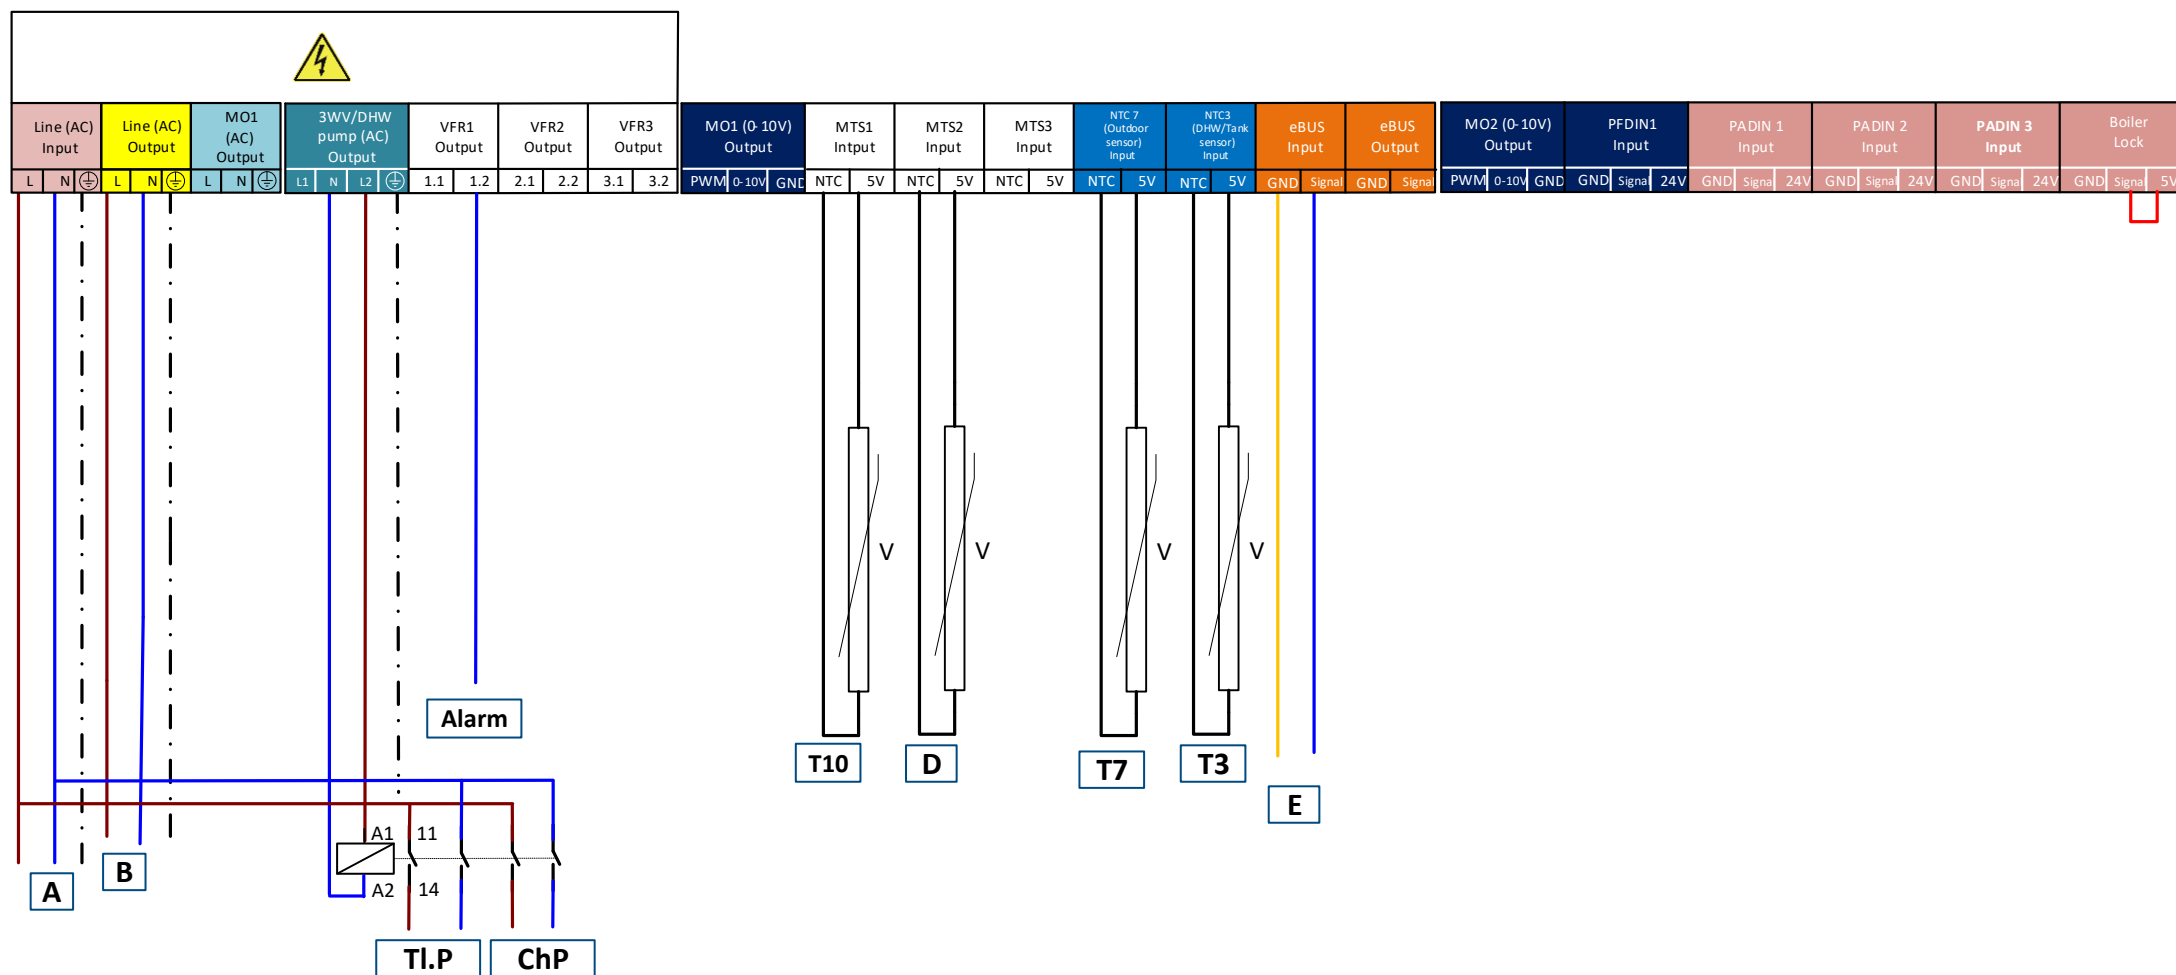 Line (AC)
Input
Line (AC)
Output
MO1
(AC)
Output
3WV/DHW
pump (AC)
Output
VFR1
Output
VFR2
Output
VFR3
Output
MO1 (0-10V)
Output
MTS1
Intput
MTS2
Input
MTS3
Input
NTC 7
(Outdoor
sensor)
Input
NTC3
(DHW/Tank
sensor)
Input
eBUS
Input
eBUS
Output
MO2 (0-10V)
Output
PFDIN1
Input
PADIN 1
Input
PADIN 2
Input
PADIN 3
Input
Boiler
Lock
L N
L N
L N
L1 N L2
1.1 1.2
2.1 2.2
3.1 3.2
PWM 0-10V GND
NTC 5V
NTC 5V
NTC 5V
NTC 5V
NTC 5V
GND Signal
GND Signal
PWM 0-10V GND
GND Signal 24V
GND Signal 24V
GND Signal 24V
GND Signal 24V
GND Signal 5V
V
V
V
V
Alarm
T10
D
T7
T3
E
A1
11
A2
14
A
B
Tl.P
ChP